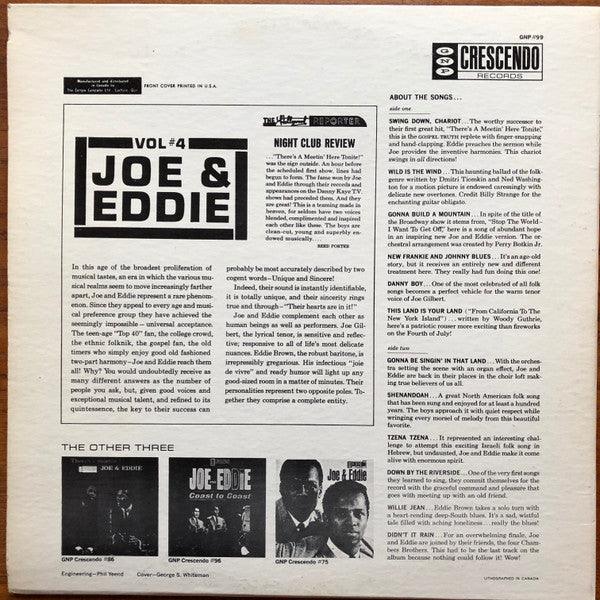 GNP #99
GNP CRESCENDO
RECORDS
Manufactured and distributed
in Canada by
FRONT COVER PRINTED IN U.S.A.
VOL #4
JOE &
EDDIE
THE Hollywood REPORTER
NIGHT CLUB REVIEW
..."There's A Meetin' Here Tonite!"
was the sign outside. An hour before
the scheduled first show, lines had
begun to form. The fame won by Joe
and Eddie through their records and
appearances on the Danny Kaye T.V.
shows had preceded them. And they
are great! This is a teaming made in
heaven, for seldom have two voices
blended, complimented and inspired
each other like these. The boys are
clean-cut, young and superbly en-
dowed musically....
REED PORTER
In this age of the broadest proliferation of
musical tastes, an era in which the various mu-
sical realms seem to move increasingly farther
apart, Joe and Eddie represent a rare phenom-
enon. Since they appeal to every age and musi-
cal preference group they have achieved the
seemingly impossible – universal acceptance.
The teen-age "Top 40" fan, the college crowd,
the ethnic folknik, the gospel fan, the old
timers who simply enjoy good old fashioned
two-part harmony–Joe and Eddie reach them
all! Why? You would undoubtedly receive as
many different answers as the number of
people you ask, but, given good voices and
exceptional musical talent, and refined to its
quintessence, the key to their success can
probably be most accurately described by two
cogent words–Unique and Sincere!
Indeed, their sound is instantly identifiable,
it is totally unique, and their sincerity rings
true and through–"Their hearts are in it!"
Joe and Eddie complement each other as
human beings as well as performers. Joe Gil-
bert, the lyrical tenor, is sensitive and reflec-
tive; responsive to all of life's most delicate
nuances. Eddie Brown, the robust baritone, is
irrepressibly gregarious. His infectious "joie
de vivre" and ready humor will light up any
good-sized room in a matter of minutes. Their
personalities represent two opposite poles. To-
gether they comprise a complete entity.
THE OTHER THREE
JOE & EDDIE
GNP Crescendo #86
JOE and EDDIE
Coast to Coast
GNP Crescendo #96
Joe & Eddie
GNP Crescendo #75
Engineering–Phil Yeend Cover–George S. Whiteman
ABOUT THE SONGS...
side one
SWING DOWN, CHARIOT... The worthy successor to
their first great hit, "There's A Meetin' Here Tonite,"
this is the GOSPEL TRUTH replete with finger-snapping
and hand-clapping. Eddie preaches the sermon while
Joe provides the inventive harmonies. This chariot
swings in all directions!
WILD IS THE WIND... This haunting ballad of the folk-
genre written by Dmitri Tiomkin and Ned Washing-
ton for a motion picture is endowed caressingly with
delicate new overtones. Credit Billy Strange for the
enchanting guitar obligato.
GONNA BUILD A MOUNTAIN... In spite of the title of
the Broadway show it stems from, "Stop The World–
I Want To Get Off," here is a song of abundant hope
in an inspiring new Joe and Eddie version. The or-
chestral arrangement was created by Perry Botkin Jr.
NEW FRANKIE AND JOHNNY BLUES... It's an age-old
story, but it receives an entirely new and different
treatment here. They really had fun doing this one!
DANNY BOY... One of the most celebrated of all folk
songs becomes a perfect vehicle for the warm tenor
voice of Joe Gilbert.
THIS LAND IS YOUR LAND ("From California To The
New York Island")... written by Woody Guthrie,
here's a patriotic rouser more exciting than fireworks
on the Fourth of July!
side two
GONNA BE SINGING' IN THAT LAND... With the orches-
tra setting the scene with an organ effect, Joe and
Eddie are back in their places in the choir loft mak-
ing true believers of us all.
SHENANDOAH... A great North American folk song
that has been sung and enjoyed for at least a hundred
years. The boys approach it with quiet respect while
wringing every morsel of melody from this beautiful
favorite.
TZENA TZENA... It represented an interesting chal-
lenge to attempt this exciting Israeli folk song in
Hebrew, but undaunted, Joe and Eddie make it come
alive with enormous spirit.
DOWN BY THE RIVERSIDE... One of the very first songs
they learned to sing, they commit themselves for the
record with the graceful command and pleasure that
goes with meeting up with an old friend.
WILLIE JEAN... Eddie Brown takes a solo turn with
a heart-rending deep-South blues. It's a sad, wistful
tale filled with aching loneliness... really the blues!
DIDN'T IT RAIN... For an overwhelming finale, Joe
and Eddie are joined by their friends, the four Cham-
bers Brothers. This had to be the last track on the
album because nothing could follow it! Wow!
LITHOGRAPHED IN CANADA